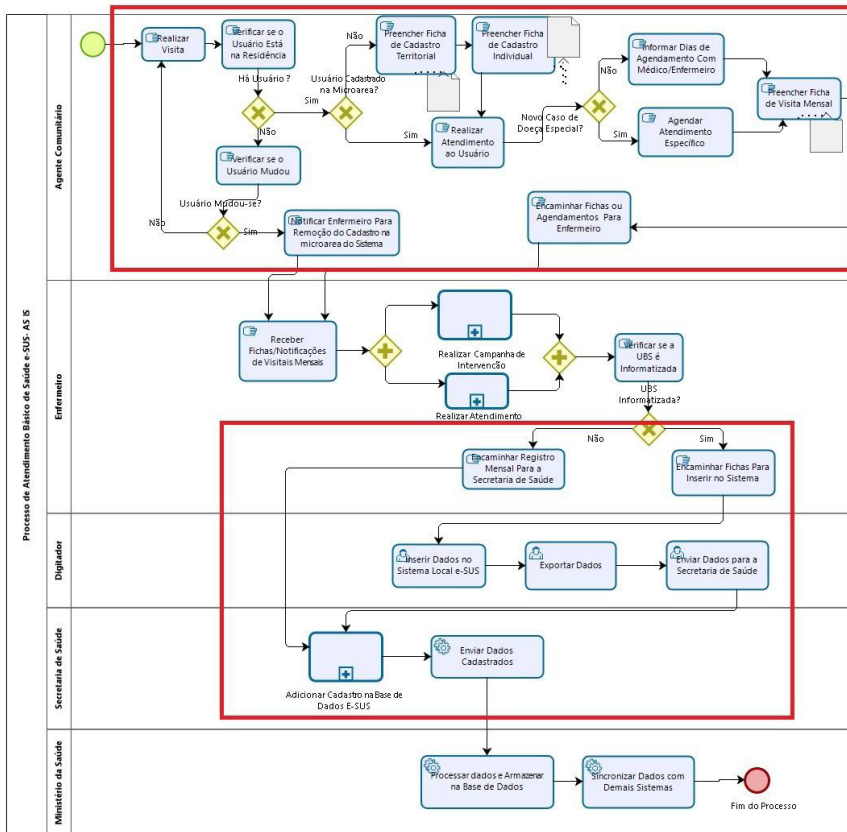 Processo de Atendimento Básico de Saúde e-SUS- AS IS
Agente Comunitário
Realizar
Visita
Verificar se o
Usuário Está
na Residência
Há Usuário ?
Sim
Não
Usuário Cadastrado
na Microarea?
Não
Sim
Preencher Ficha
de Cadastro
Territorial
Preencher Ficha
de Cadastro
Individual
Realizar
Atendimento
ao Usuário
Novo Caso de
Doeça Especial?
Não
Sim
Informar Dias de
Agendamento Com
Médico/Enfermeiro
Agendar
Atendimento
Específico
Preencher Ficha
de Visita Mensal
Verificar se o
Usuário Mudou
Usuário Mudou-se?
Não
Sim
Notificar Enfermeiro Para
Remoção do Cadastro na
microarea do Sistema
Encaminhar Fichas ou
Agendamentos Para
Enfermeiro
Enfermeiro
Receber
Fichas/Notificações
de Visitais Mensais
Realizar Campanha de
Intervenção
Realizar Atendimento
Verificar se a
UBS é
Informatizada
UBS
Informatizada?
Não
Sim
Encaminhar Registro
Mensal Para a
Secretaria de Saúde
Encaminhar Fichas Para
Inserir no Sistema
Digitador
Inserir Dados no
Sistema Local e-SUS
Exportar Dados
Enviar Dados para a
Secretaria de Saúde
Secretaria de Saúde
Adicionar Cadastro na Base de
Dados E-SUS
Enviar Dados
Cadastrados
Ministério da Saúde
Processar dados e Armazenar
na Base de Dados
Sincronizar Dados com
Demais Sistemas
Fim do Processo